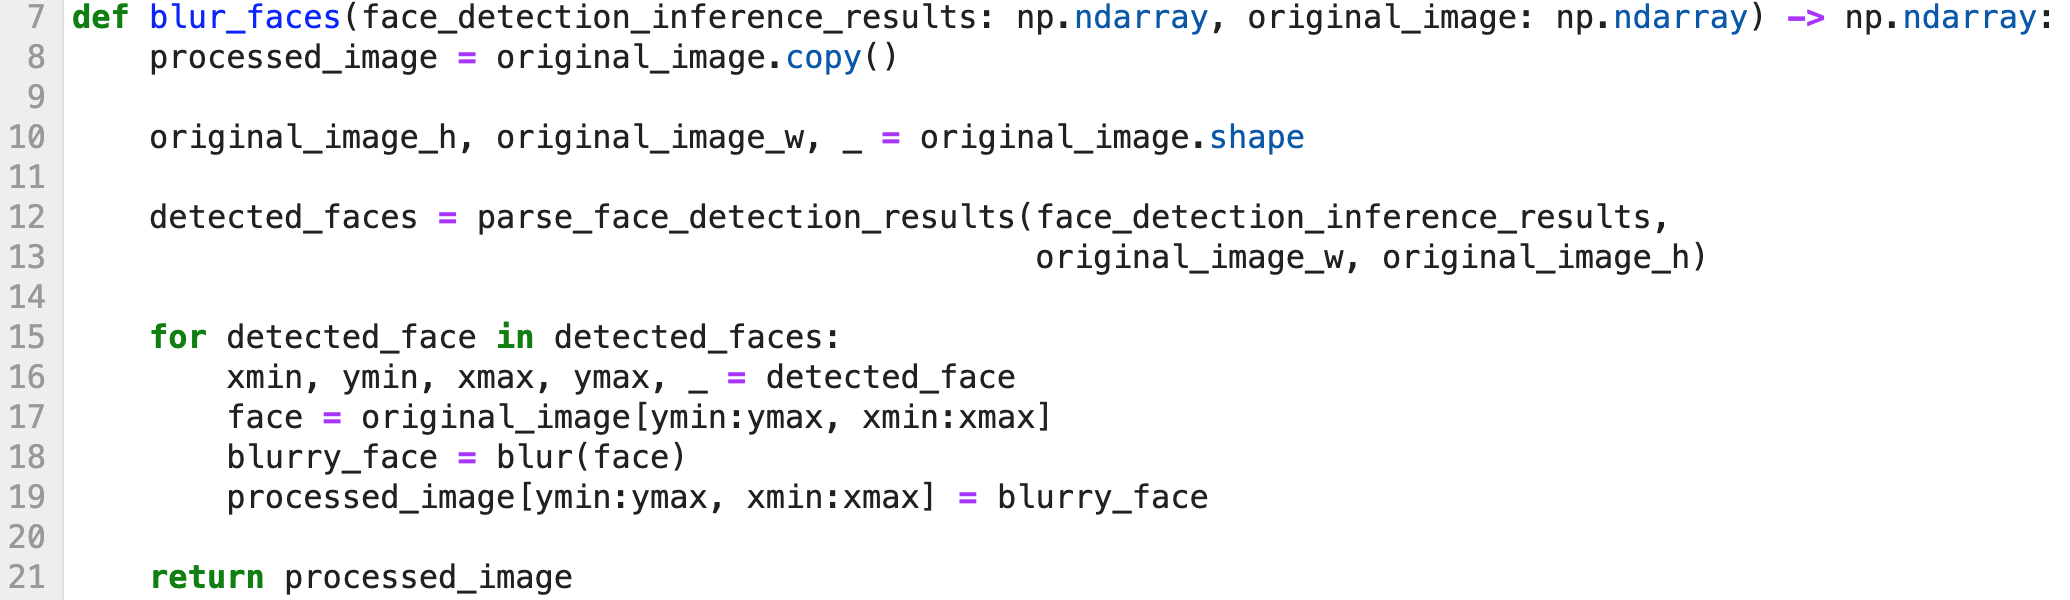 7 def blur_faces(face_detection_inference_results: np.ndarray, original_image: np.ndarray) -> np.ndarray:
8     processed_image = original_image.copy()
9
10     original_image_h, original_image_w, _ = original_image.shape
11
12     detected_faces = parse_face_detection_results(face_detection_inference_results,
13                                                   original_image_w, original_image_h)
14
15     for detected_face in detected_faces:
16         xmin, ymin, xmax, ymax, _ = detected_face
17         face = original_image[ymin:ymax, xmin:xmax]
18         blurry_face = blur(face)
19         processed_image[ymin:ymax, xmin:xmax] = blurry_face
20
21     return processed_image